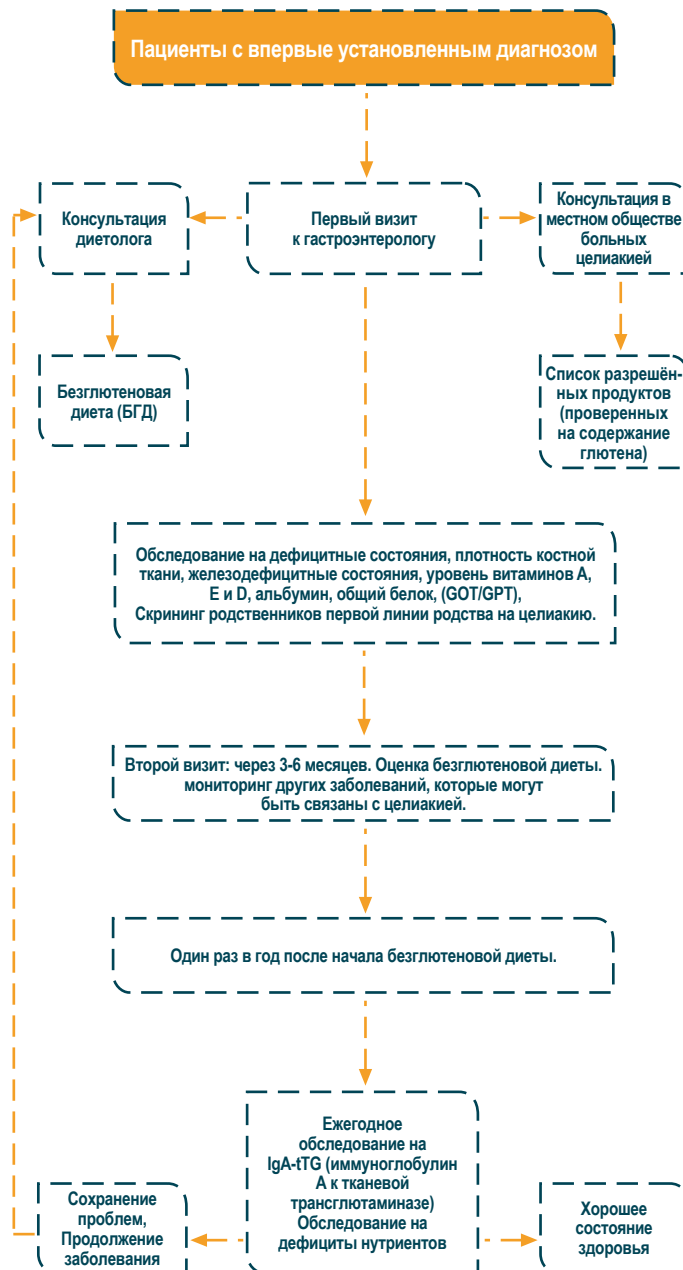 Пациенты с впервые установленным диагнозом
Консультация
диетолога
Первый визит
к гастроэнтерологу
Консультация в
местном обществе
больных
целиакией
Безглютеновая
диета (БГД)
Список разрешён-
ных продуктов
(проверенных
на содержание
глютена)
Обследование на дефицитные состояния, плотность костной
ткани, железодефицитные состояния, уровень витаминов А,
Е и D, альбумин, общий белок, (GOT/GPT),
Скрининг родственников первой линии родства на целиакию.
Второй визит: через 3-6 месяцев. Оценка безглютеновой диеты.
мониторинг других заболеваний, которые могут
быть связаны с целиакией.
Один раз в год после начала безглютеновой диеты.
Ежегодное
обследование на
IgA-tTG (иммуноглобулин
А к тканевой
трансглютаминазе)
Обследование на
дефициты нутриентов
Сохранение
проблем,
Продолжение
заболевания
Хорошее
состояние
здоровья